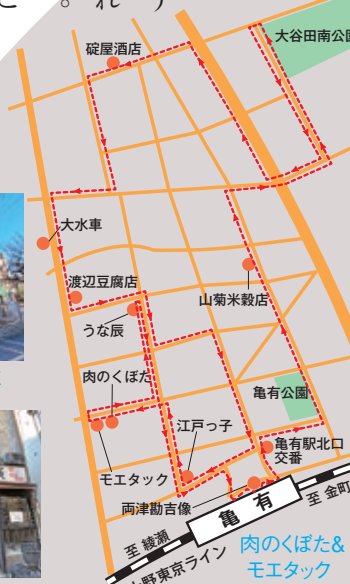 碇屋酒店
大谷田南公園
大水車
渡辺豆腐店
うな辰
山菊米穀店
肉のくぼた
亀有公園
江戸っ子
亀有駅北口
交番
モエタック
両津勘吉像
亀有
至 金町
至 綾瀬
野東京ライン
肉のくぼた&
モエタック